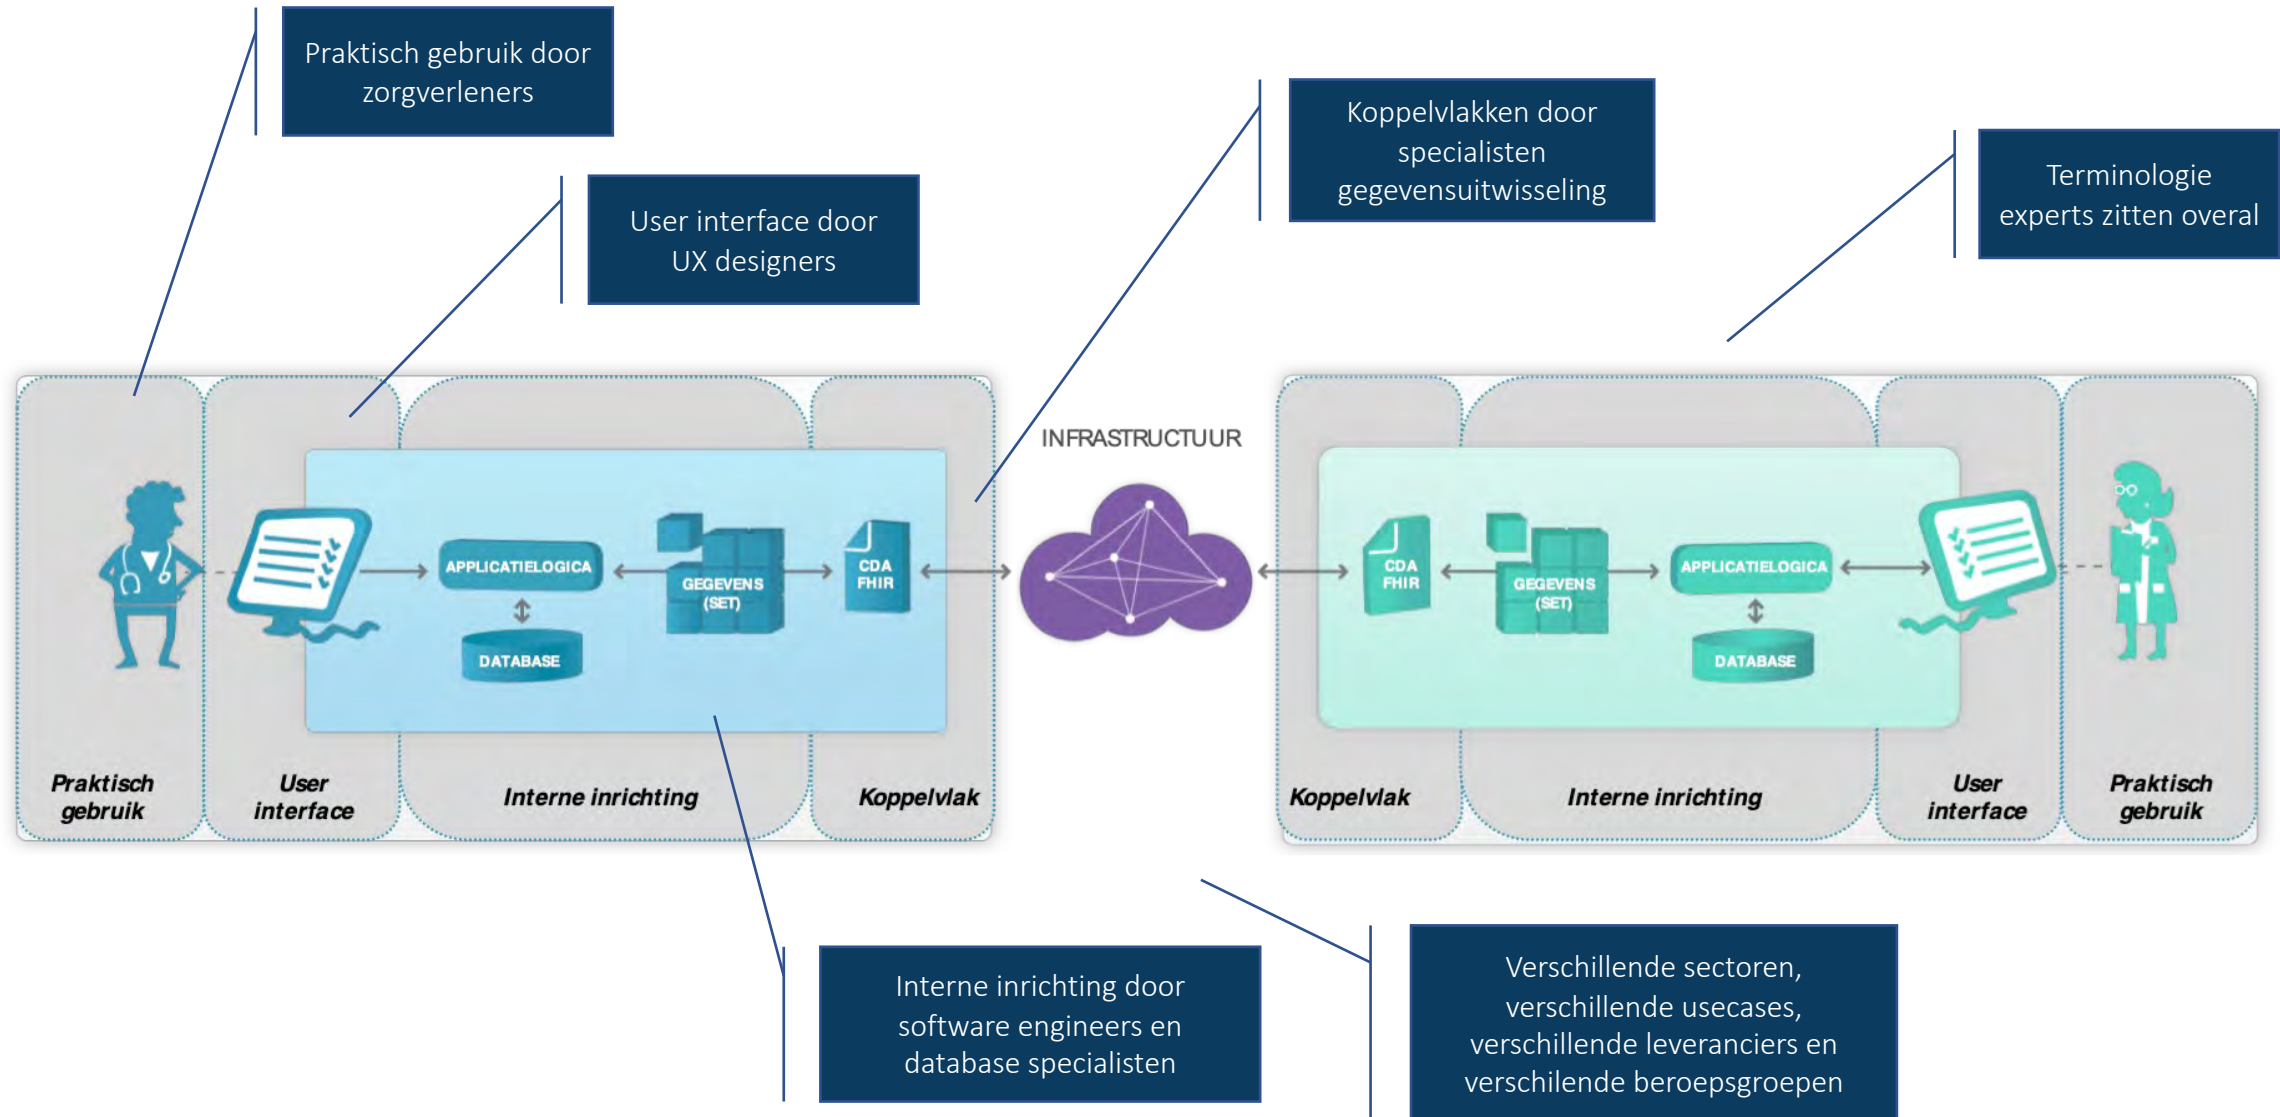 Praktisch gebruik door
zorgverleners
User interface door
UX designers
Koppelvlakken door
specialisten
gegevensuitwisseling
Terminologie
experts zitten overal
INFRASTRUCTUUR
APPLICATIELOGICA
DATABASE
GEGEVENS
(SET)
CDA
FHIR
CDA
FHIR
GEGEVENS
(SET)
APPLICATIELOGICA
DATABASE
Praktisch
gebruik
User
interface
Interne inrichting
Koppelvlak
Koppelvlak
Interne inrichting
User
interface
Praktisch
gebruik
Interne inrichting door
software engineers en
database specialisten
Verschillende sectoren,
verschillende usecases,
verschillende leveranciers en
verschilende beroepsgroepen